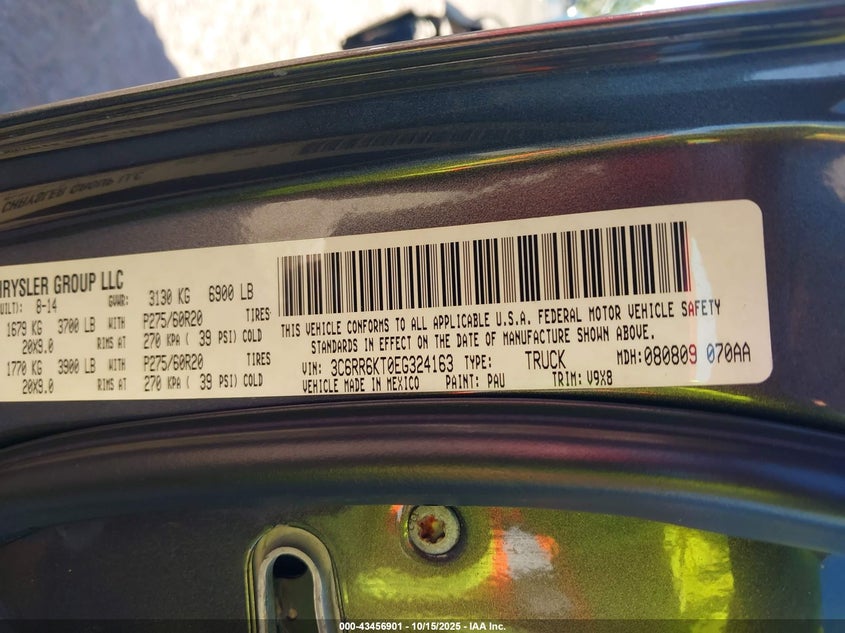 HRYSLER GROUP LLC
UILT): 8-14 GVWR: 3130 KG 6900 LB
1679 KG 3700 LB WITH P275/60R20 TIRES
20X9.0 RIMS AT 270 KPA ( 39 PSI) COLD
1770 KG 3900 LB WITH P275/60R20 TIRES
20X9.0 RIMS AT 270 KPA ( 39 PSI) COLD
THIS VEHICLE CONFORMS TO ALL APPLICABLE U.S.A. FEDERAL MOTOR VEHICLE SAFETY
STANDARDS IN EFFECT ON THE DATE OF MANUFACTURE SHOWN ABOVE.
VIN: 3C6RR6KT0EG324163 TYPE: TRUCK MDH:080809 070AA
VEHICLE MADE IN MEXICO PAINT: PAU TRIM: V9X8
000-43456901 | 10/15/2025 - IAA Inc.